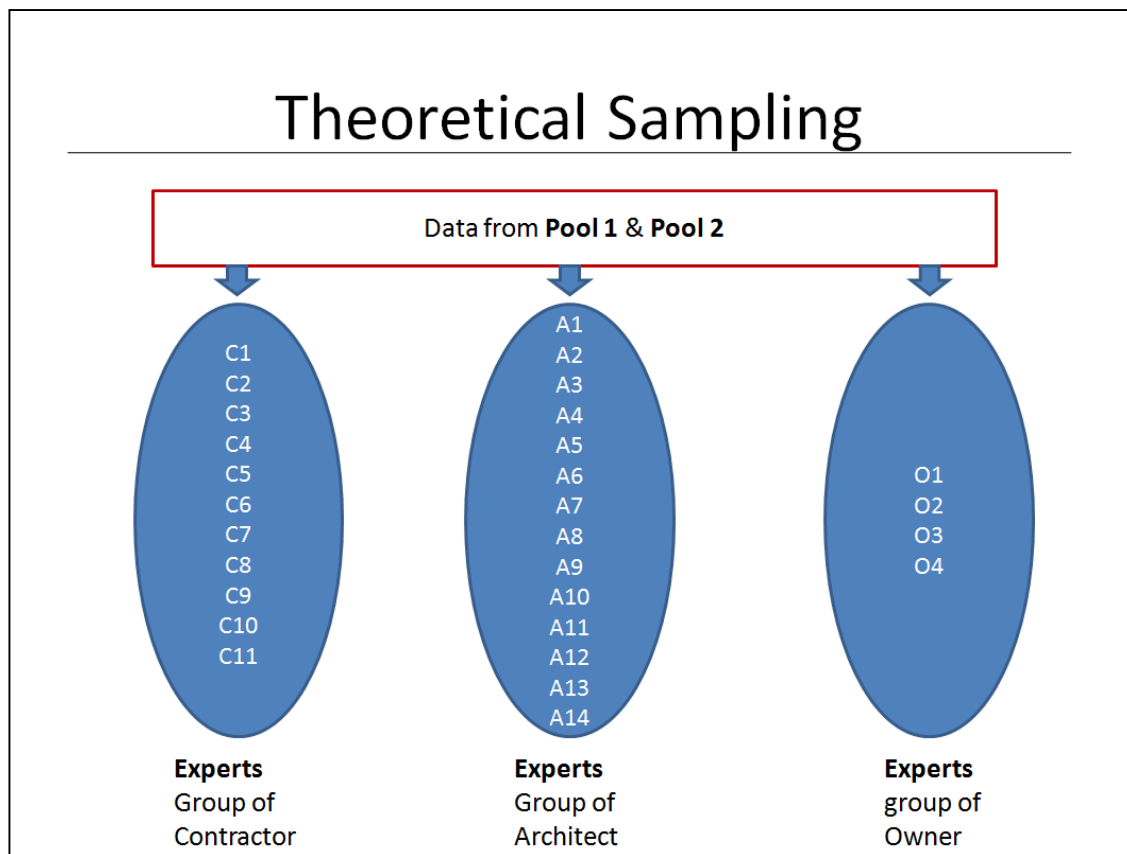 Theoretical Sampling
Data from Pool 1 & Pool 2
C1
C2
C3
C4
C5
C6
C7
C8
C9
C10
C11
A1
A2
A3
A4
A5
A6
A7
A8
A9
A10
A11
A12
A13
A14
O1
O2
O3
O4
Experts
Group of
Contractor
Experts
Group of
Architect
Experts
group of
Owner